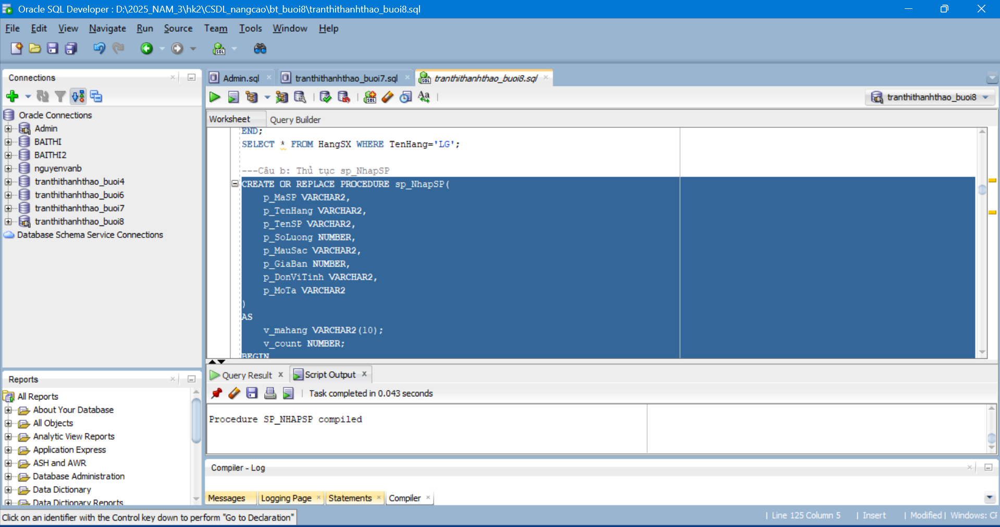 Oracle SQL Developer : D:\2025_NAM_3\hk2\CSDL_nangcao\bt_buoi8\tranthithanhthao_buoi8.sql
File Edit View Navigate Run Source Team Tools Window Help
Connections
Oracle Connections
Admin
BAITHI
BAITHI2
nguyenvanb
tranthithanhthao_buoi4
tranthithanhthao_buoi6
tranthithanhthao_buoi7
tranthithanhthao_buoi8
Database Schema Service Connections
Reports
All Reports
About Your Database
All Objects
Analytic View Reports
Application Express
ASH and AWR
Database Administration
Data Dictionary
Data Dictionary Reports
Admin.sql tranthithanhthao_buoi7.sql tranthithanhthao_buoi8.sql
tranthithanhthao_buoi8
Worksheet Query Builder
END;
SELECT * FROM HangSX WHERE TenHang='LG';
---Câu b: Thủ tục sp_NhapSP
CREATE OR REPLACE PROCEDURE sp_NhapSP(
p_MaSP VARCHAR2,
p_TenHang VARCHAR2,
p_TenSP VARCHAR2,
p_SoLuong NUMBER,
p_MauSac VARCHAR2,
p_GiaBan NUMBER,
p_DonViTinh VARCHAR2,
p_MoTa VARCHAR2
)
AS
v_mahang VARCHAR2(10);
v_count NUMBER;
BEGIN
Query Result Script Output
Task completed in 0.043 seconds
Procedure SP_NHAPSP compiled
Compiler - Log
Messages Logging Page Statements Compiler
Click on an identifier with the Control key down to perform "Go to Declaration"
Line 125 Column 5 | Insert | Modified | Windows: